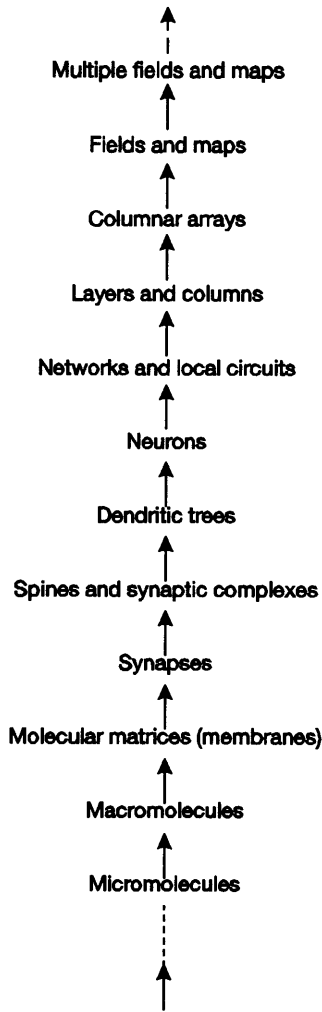 Multiple fields and maps
Fields and maps
Columnar arrays
Layers and columns
Networks and local circuits
Neurons
Dendritic trees
Spines and synaptic complexes
Synapses
Molecular matrices (membranes)
Macromolecules
Micromolecules